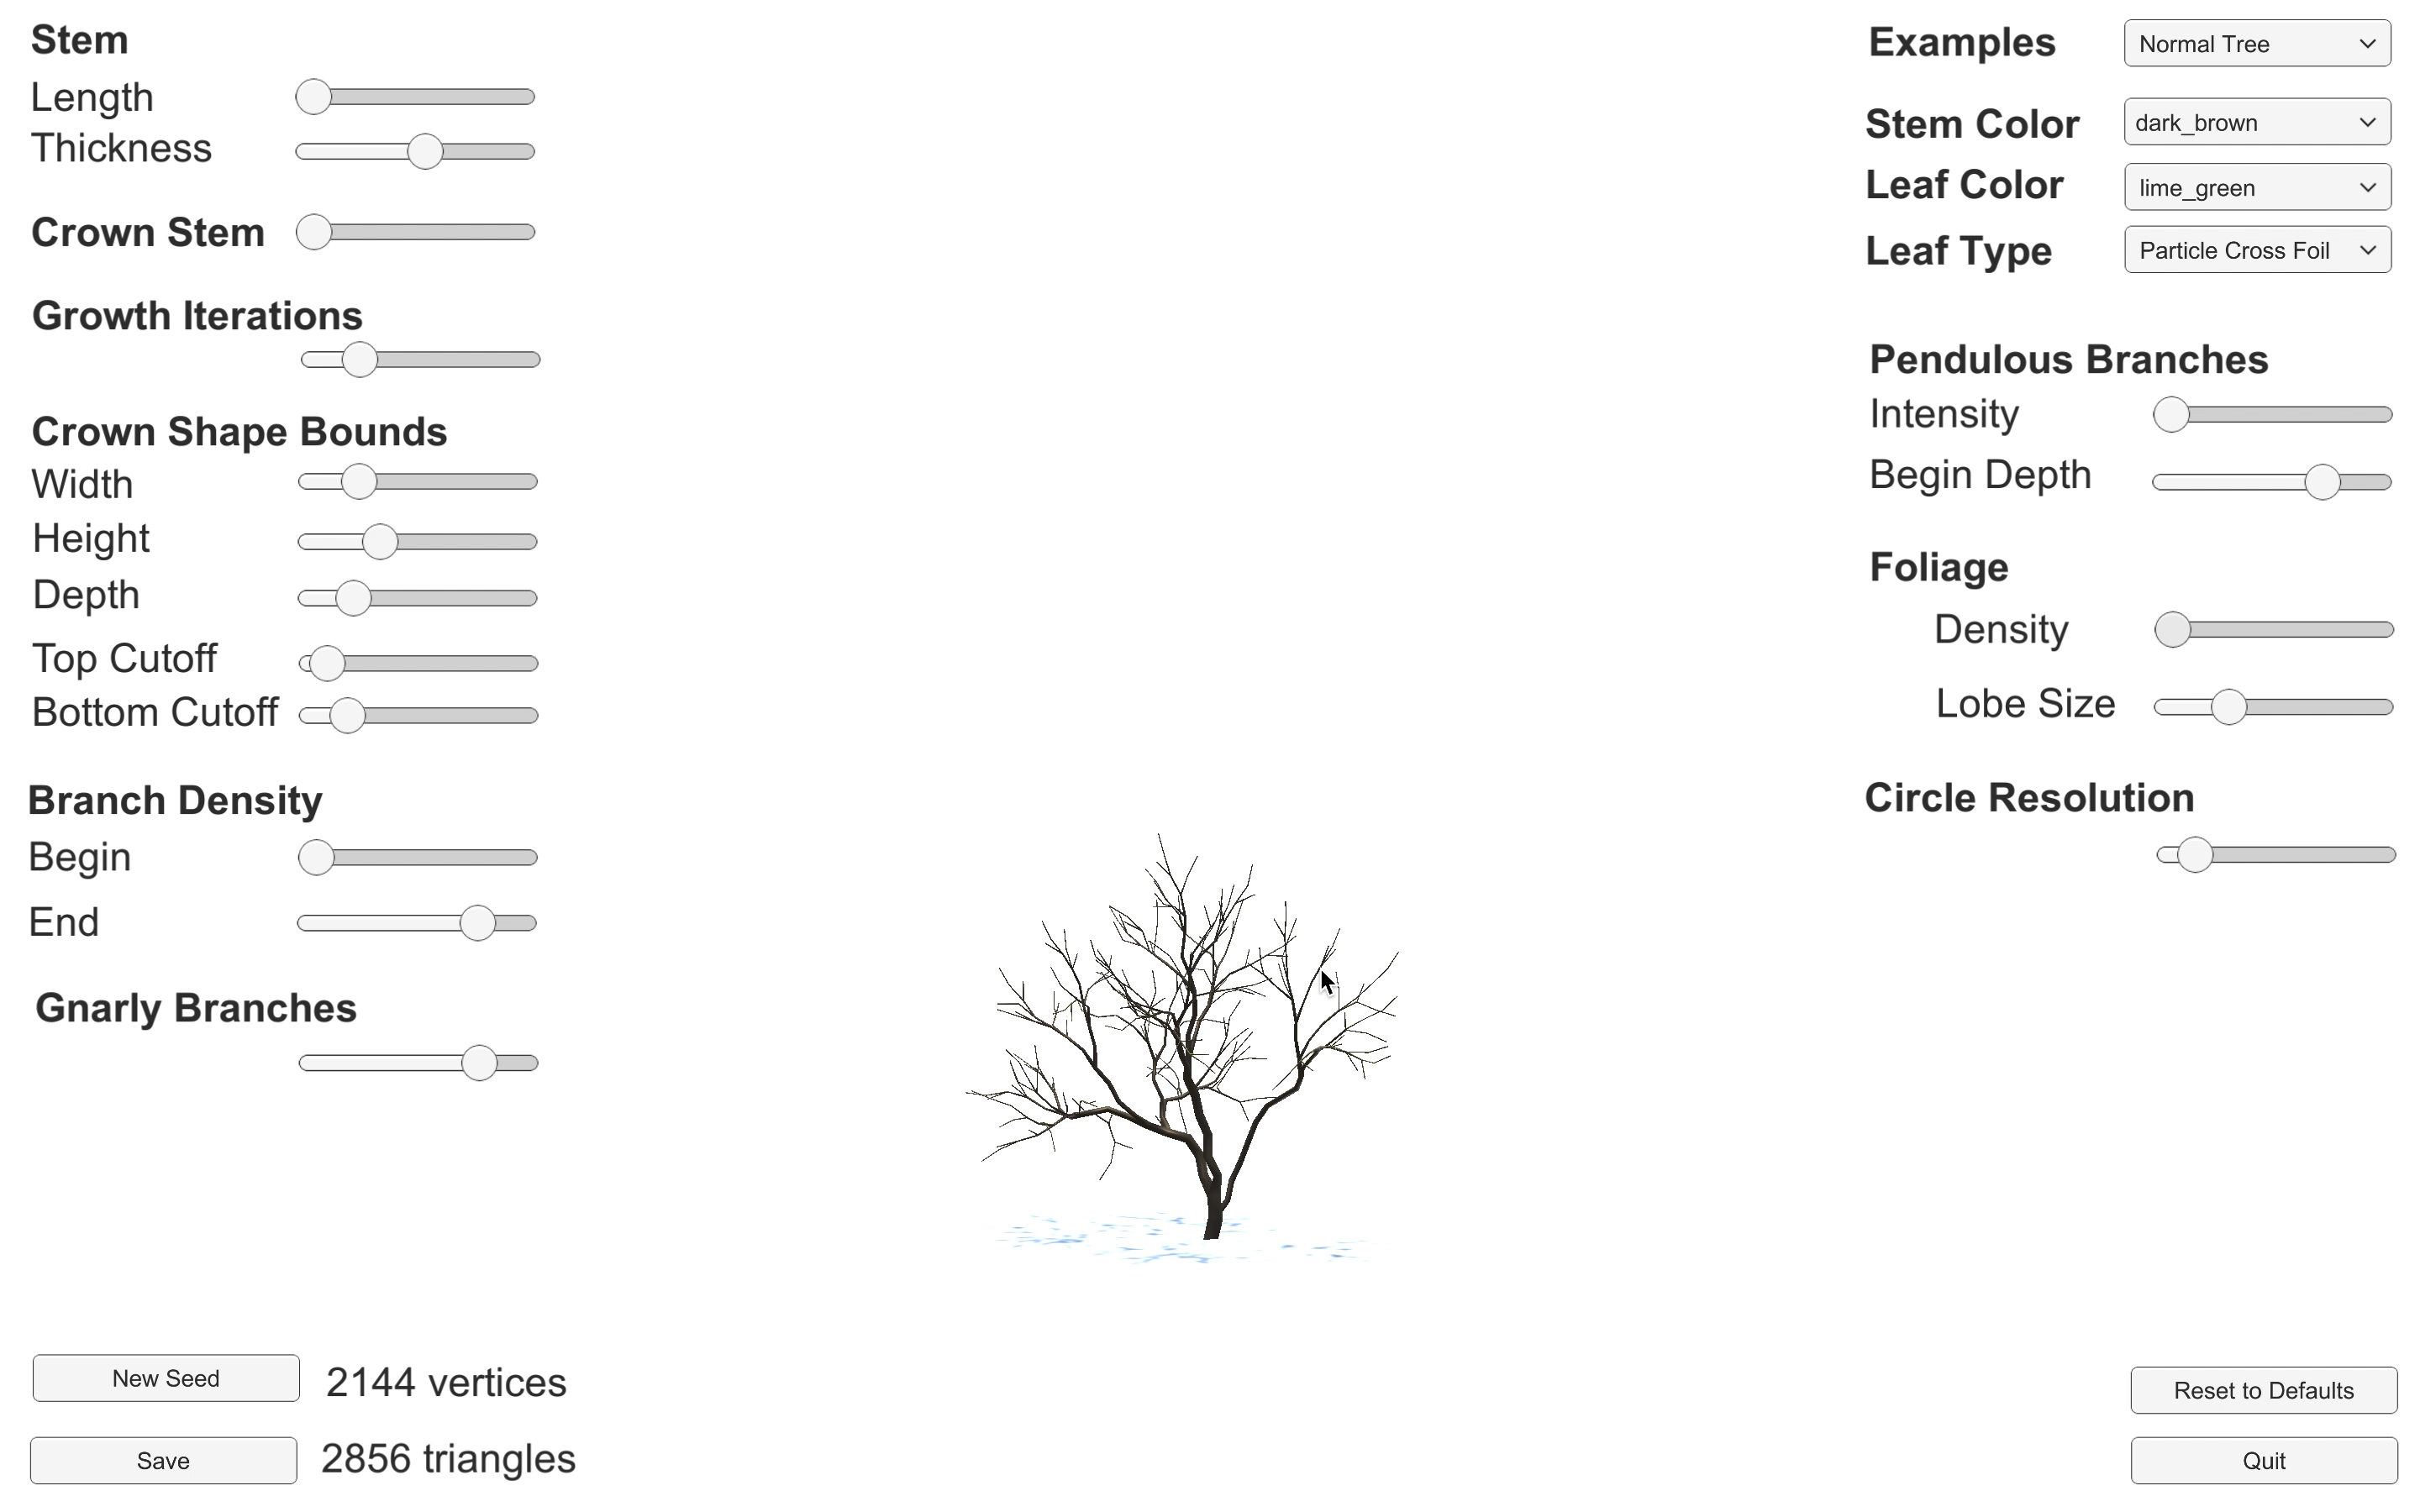 Stem
Length
Thickness
Crown Stem
Growth Iterations
Crown Shape Bounds
Width
Height
Depth
Top Cutoff
Bottom Cutoff
Branch Density
Begin
End
Gnarly Branches
New Seed
2144 vertices
Save
2856 triangles
Examples
Normal Tree
Stem Color
dark_brown
Leaf Color
lime_green
Leaf Type
Particle Cross Foil
Pendulous Branches
Intensity
Begin Depth
Foliage
Density
Lobe Size
Circle Resolution
Reset to Defaults
Quit